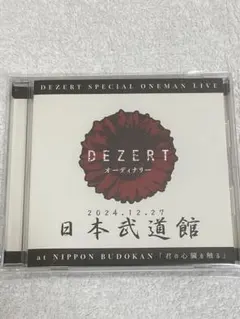 DEZERT SPECIAL ONEMAN LIVE
DEZERT
オーディナリー
2024.12.27
日本武道館
at NIPPON BUDOKAN「君の心臓を触る」